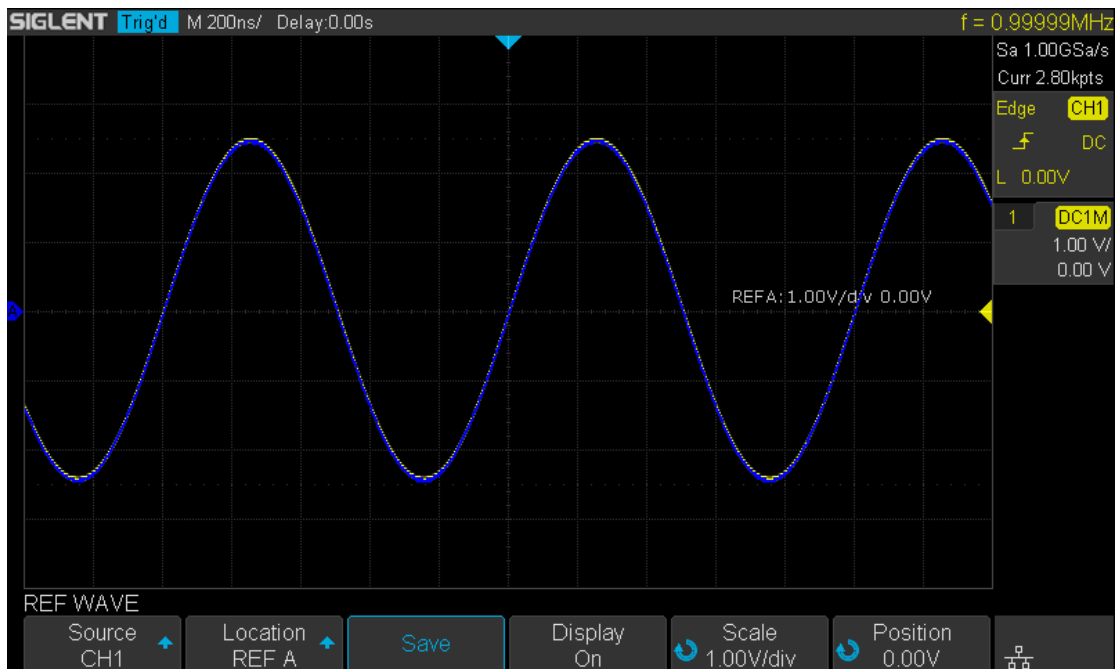 SIGLENT Trig'd M 200ns/ Delay:0.00s f = 0.99999MHz
Sa 1.00GSa/s
Curr 2.80kpts
Edge CH1
DC
L 0.00V
1 DC1M
1.00 V/
0.00 V
REFA:1.00V/div 0.00V
A
REF WAVE
Source
CH1
Location
REF A
Save
Display
On
Scale
1.00V/div
Position
0.00V